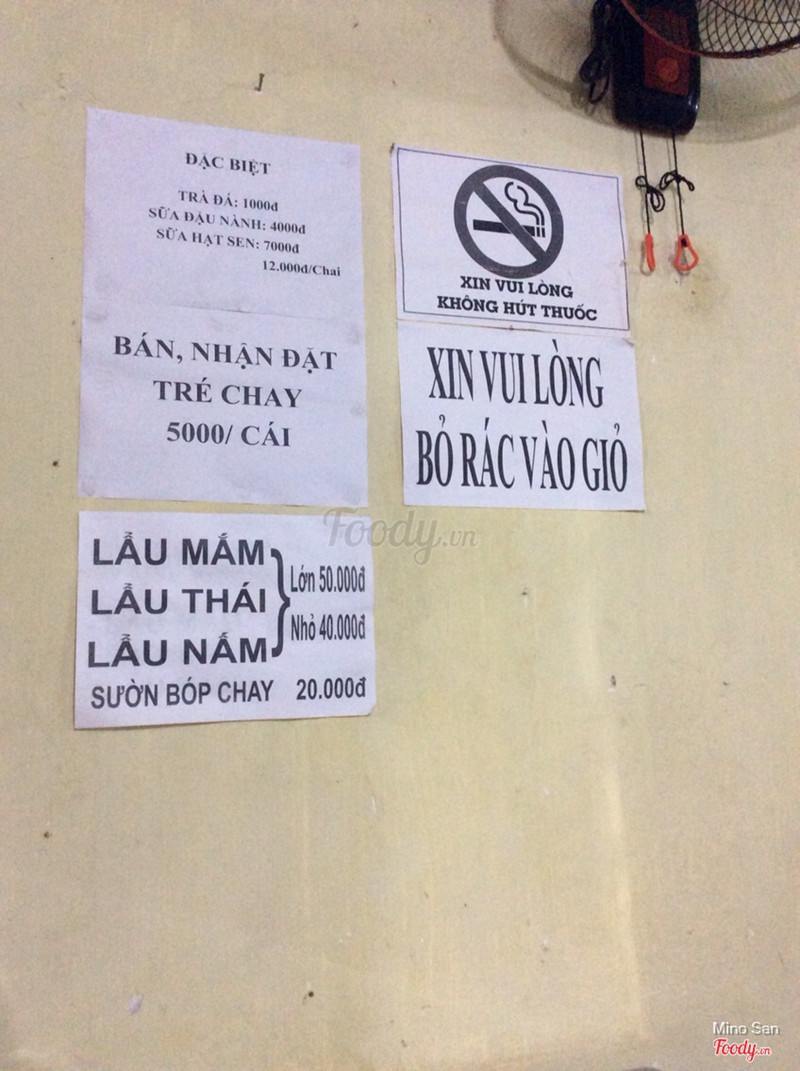 ĐẶC BIỆT
TRÀ ĐÁ: 1000đ
SỮA ĐẬU NÀNH: 4000đ
SỮA HẠT SEN: 7000đ
12.000đ/Chai
BÁN, NHẬN ĐẶT
TRÉ CHAY
5000/ CÁI
LẨU MẮM
LẨU THÁI
LẨU NẤM
Lớn 50.000đ
Nhỏ 40.000đ
SƯỜN BÓP CHAY 20.000đ
XIN VUI LÒNG
KHÔNG HÚT THUỐC
XIN VUI LÒNG
BỎ RÁC VÀO GIỎ
Foody.vn
Mino San
Foody.vn